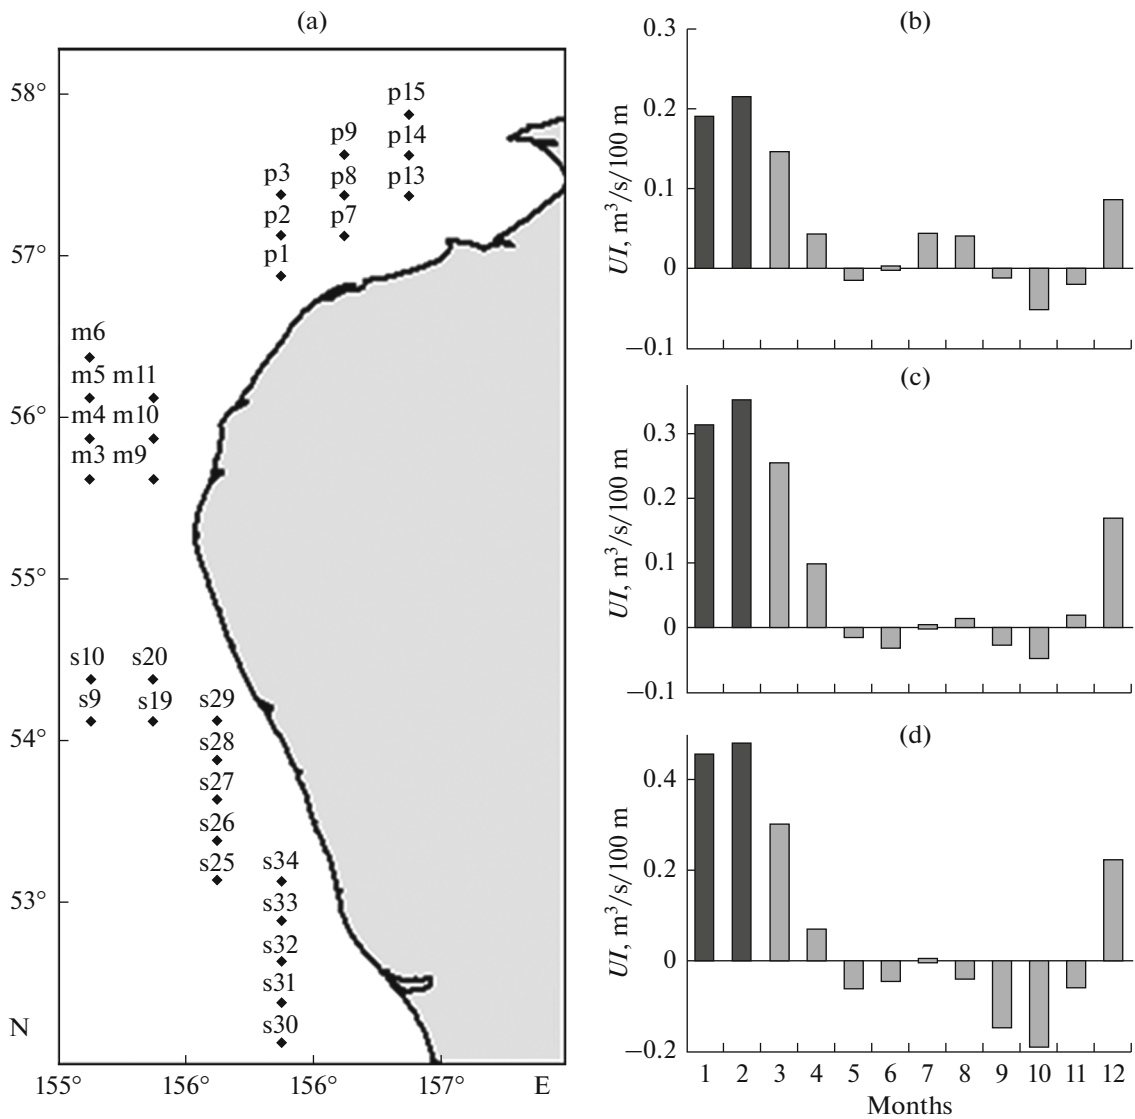 (a)
58°
57°
56°
55°
54°
53°
N
p15
p9 p14
p3 p8 p13
p2 p7
p1
m6
m5 m11
m4 m10
m3 m9
s10 s20
s9 s19 s29
s28
s27
s26
s25 s34
s33
s32
s31
s30
155° 156° 156° 157° E
(b)
UI, m³/s/100 m
0.3
0.2
0.1
0
−0.1
(c)
UI, m³/s/100 m
0.3
0.2
0.1
0
−0.1
(d)
UI, m³/s/100 m
0.4
0.2
0
−0.2
1 2 3 4 5 6 7 8 9 10 11 12
Months